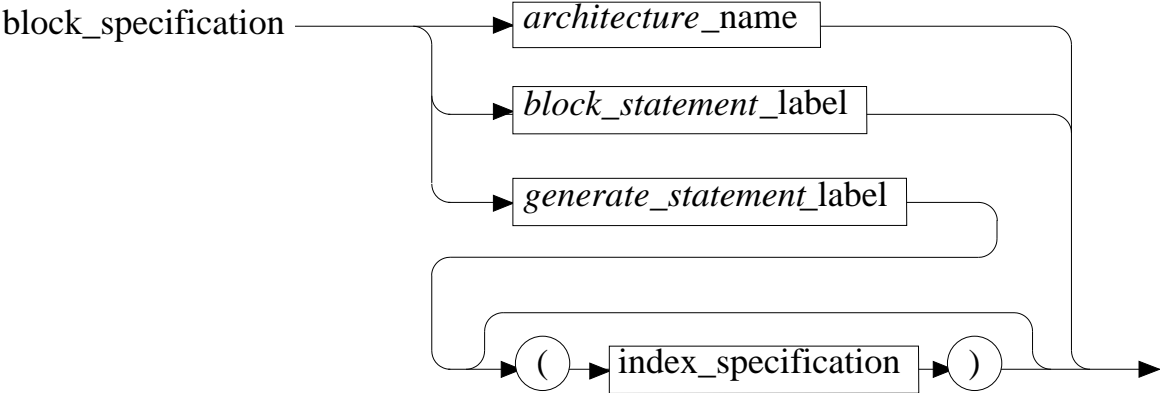 block_specification architecture_name
block_statement_label
generate_statement_label
( index_specification )